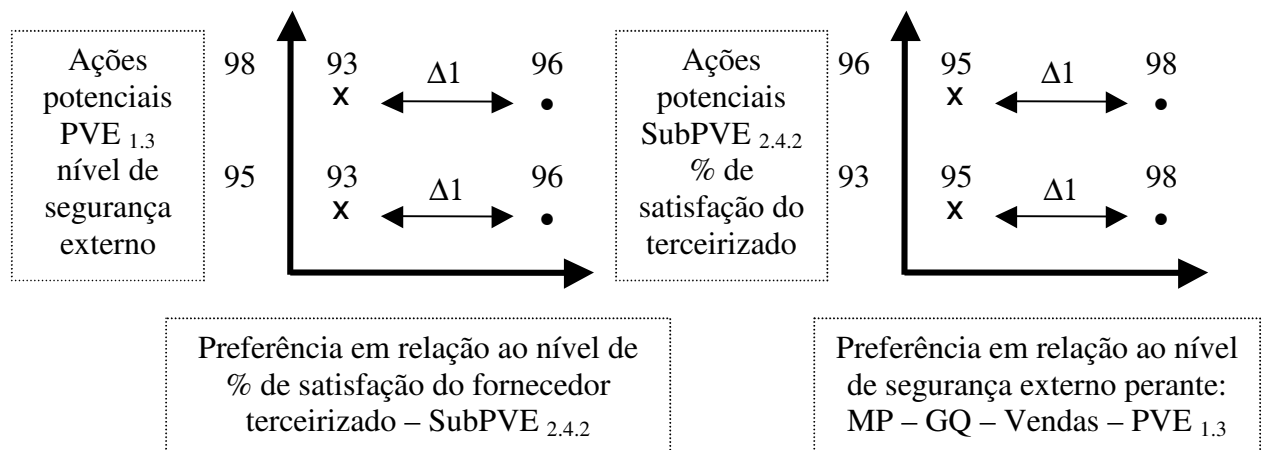 Ações
potenciais
PVE 1.3
nível de
segurança
externo
98 93 96
x Δ1 •
95 93 96
x Δ1 •
Preferência em relação ao nível de
% de satisfação do fornecedor
terceirizado – SubPVE 2.4.2
Ações
potenciais
SubPVE 2.4.2
% de
satisfação do
terceirizado
96 95 98
x Δ1 •
93 95 98
x Δ1 •
Preferência em relação ao nível
de segurança externo perante:
MP – GQ – Vendas – PVE 1.3